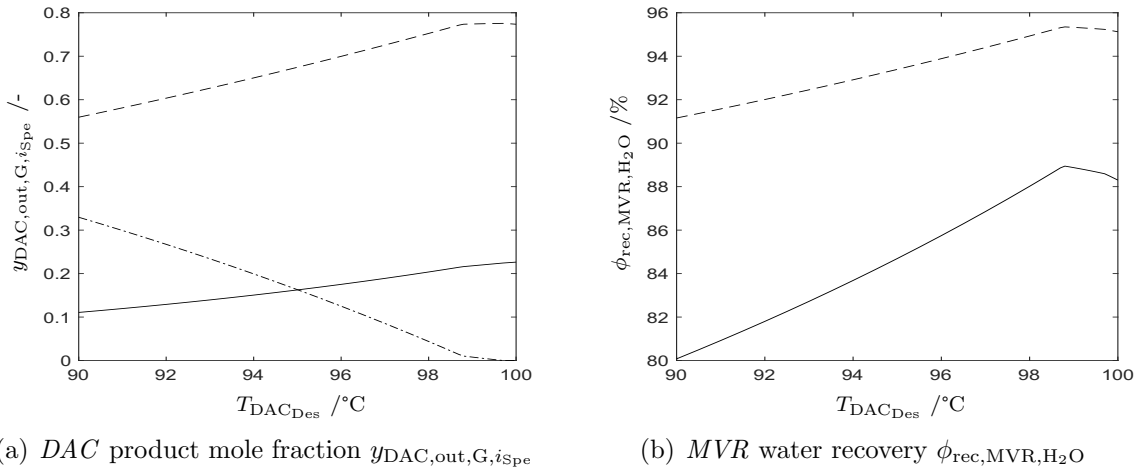 0.8
0.7
0.6
0.5
0.4
0.3
0.2
0.1
0
y_DAC,out,G,i_Spe /-
90 92 94 96 98 100
T_DAC_Des /°C
(a) DAC product mole fraction y_DAC,out,G,i_Spe
96
94
92
90
88
86
84
82
80
ϕ_rec,MVR,H₂O /%
90 92 94 96 98 100
T_DAC_Des /°C
(b) MVR water recovery ϕ_rec,MVR,H₂O